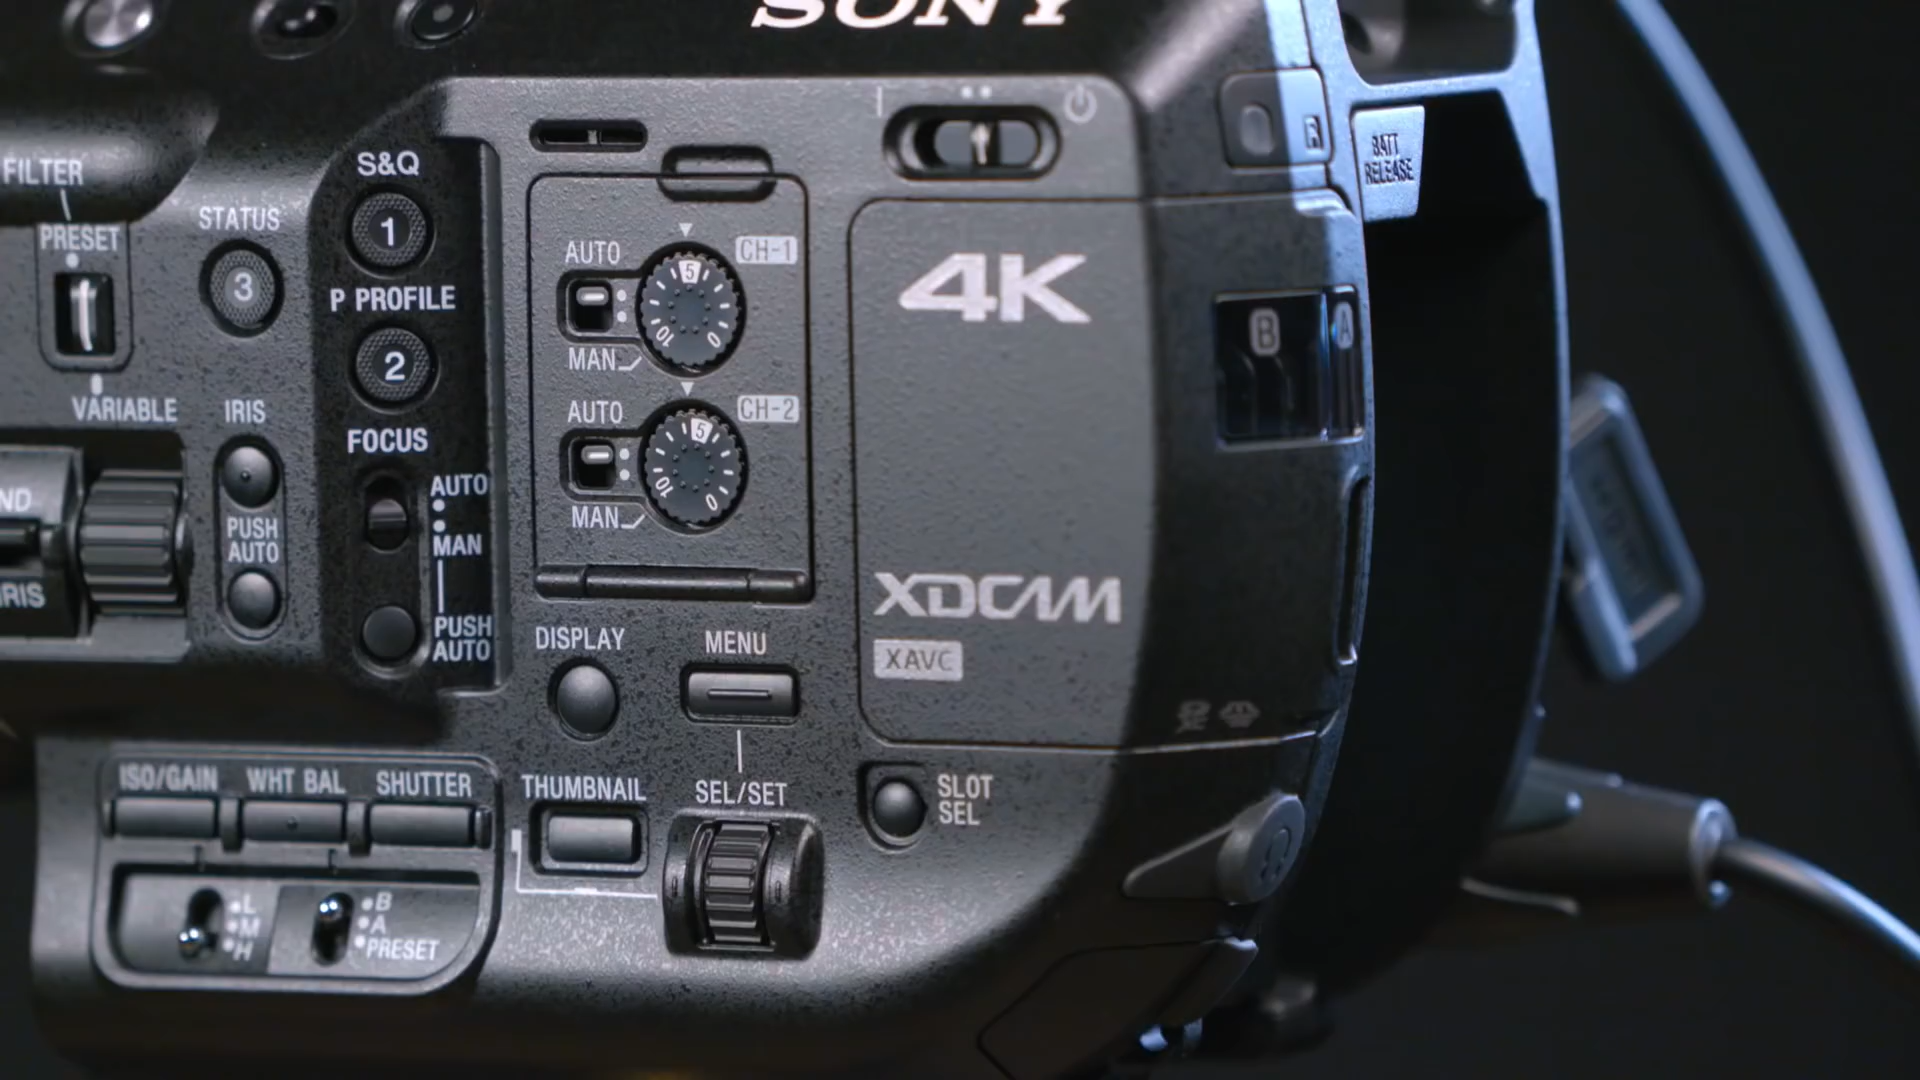 SONY
FILTER
PRESET
VARIABLE
STATUS
3
S&Q
1
P PROFILE
2
FOCUS
AUTO
MAN
PUSH
AUTO
IRIS
PUSH
AUTO
ND
IRIS
AUTO
CH-1
5
10
0
MAN
AUTO
CH-2
5
10
0
MAN
4K
XDCAM
XAVC
B
A
R
BATT
RELEASE
DISPLAY
MENU
THUMBNAIL
SEL/SET
SLOT
SEL
ISO/GAIN WHT BAL SHUTTER
L
M
H
B
A
PRESET